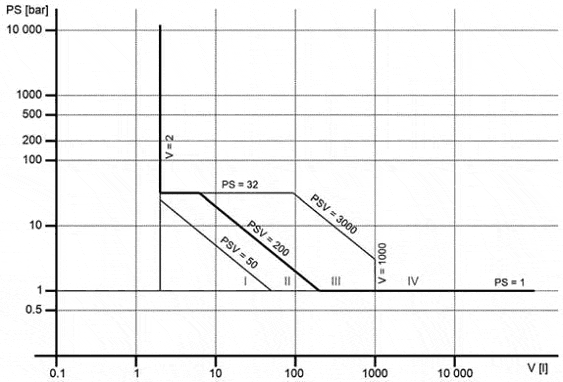 PS [bar]
10 000
1000
500
200
100
10
1
0.5
V = 2
PS = 32
PSV = 3000
PSV = 200
PSV = 50
V = 1000
I
II
III
IV
PS = 1
0.1
1
10
100
1000
10 000
V [l]